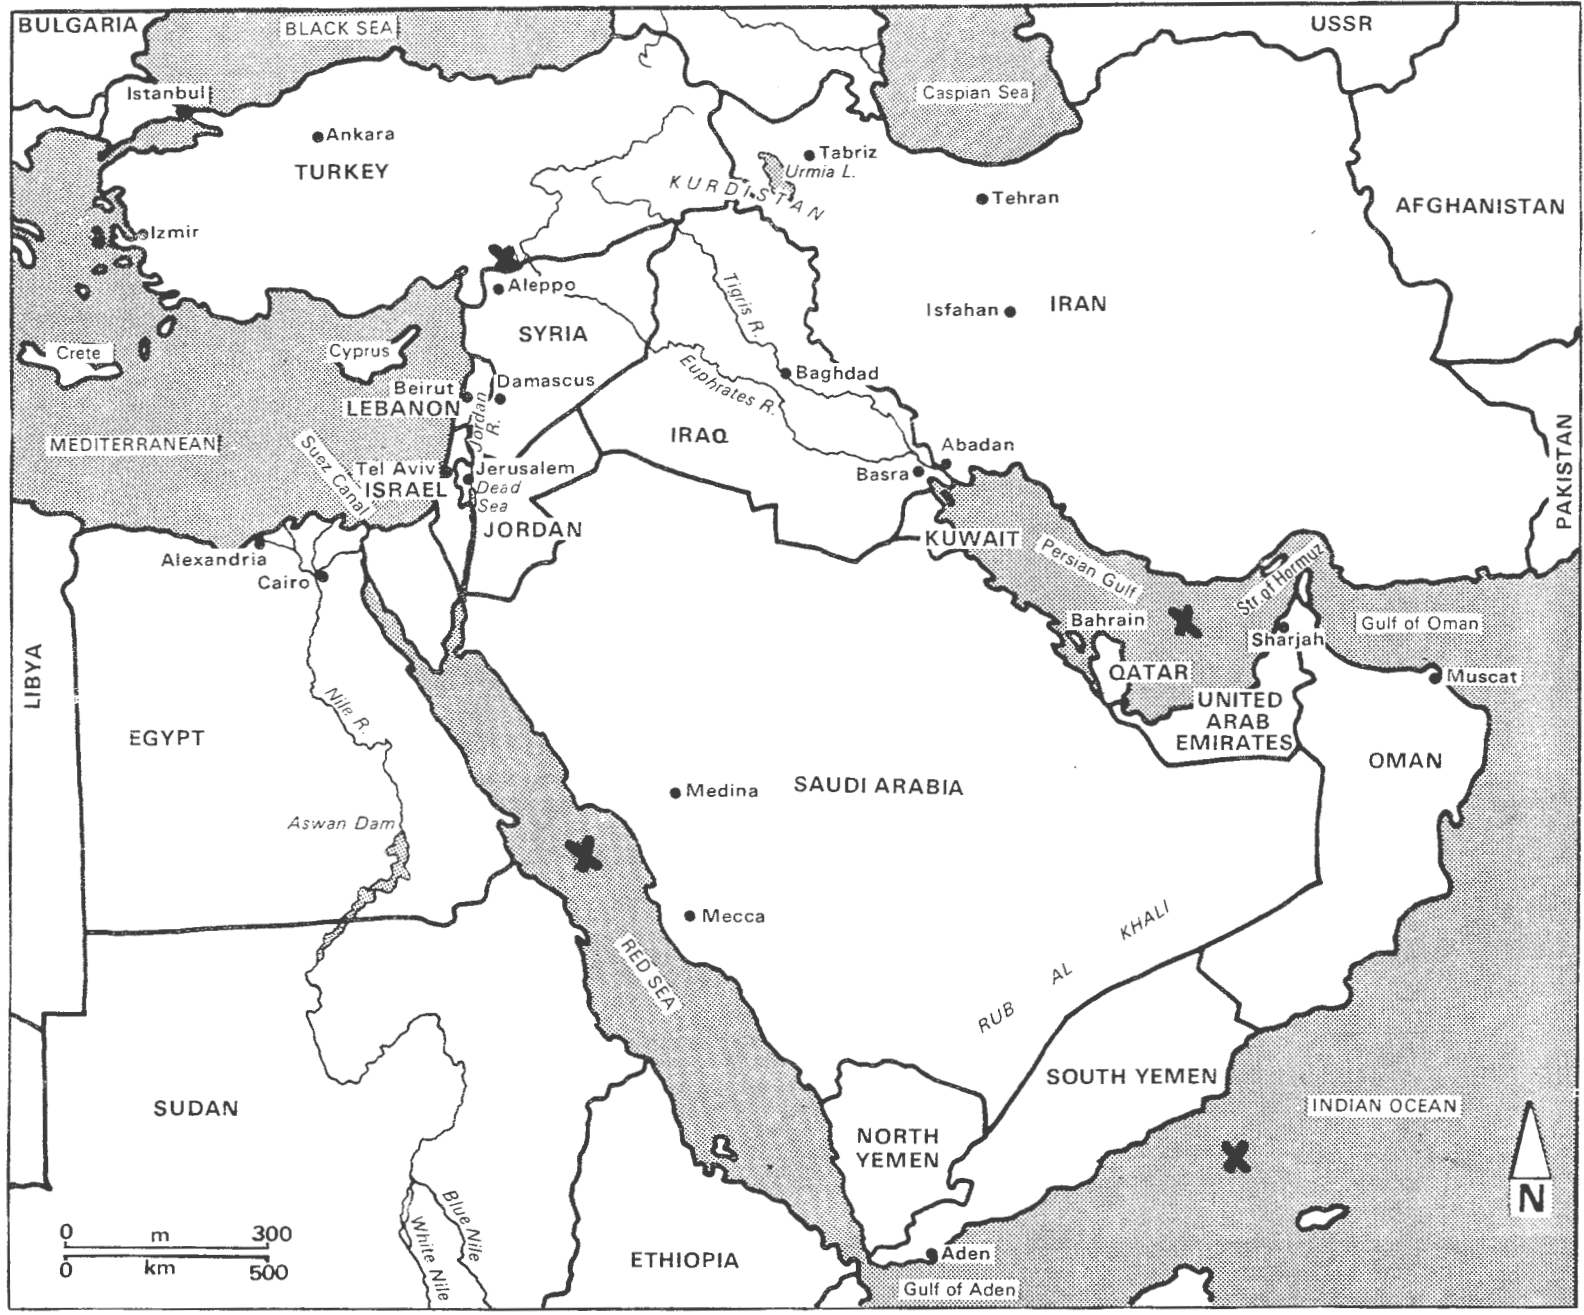 BULGARIA
BLACK SEA
USSR
Istanbul
Caspian Sea
Ankara
TURKEY
Tabriz
Urmia L.
KURDISTAN
Tehran
AFGHANISTAN
Izmir
Aleppo
Tigris R.
Isfahan
IRAN
SYRIA
Crete
Cyprus
Beirut
LEBANON
Damascus
Jordan
R.
Euphrates R.
Baghdad
MEDITERRANEAN
Suez Canal
IRAQ
Abadan
Basra
PAKISTAN
Tel Aviv
ISRAEL
Jerusalem
Dead
Sea
JORDAN
KUWAIT
Alexandria
Cairo
Persian Gulf
Str. of Hormuz
Bahrain
Gulf of Oman
Sharjah
LIBYA
QATAR
Muscat
Nile R.
EGYPT
UNITED
ARAB
EMIRATES
OMAN
Medina
SAUDI ARABIA
Aswan Dam
Mecca
RED SEA
RUB AL KHALI
SOUTH YEMEN
SUDAN
INDIAN OCEAN
NORTH
YEMEN
N
Blue Nile
White Nile
0 m 300
0 km 500
ETHIOPIA
Aden
Gulf of Aden